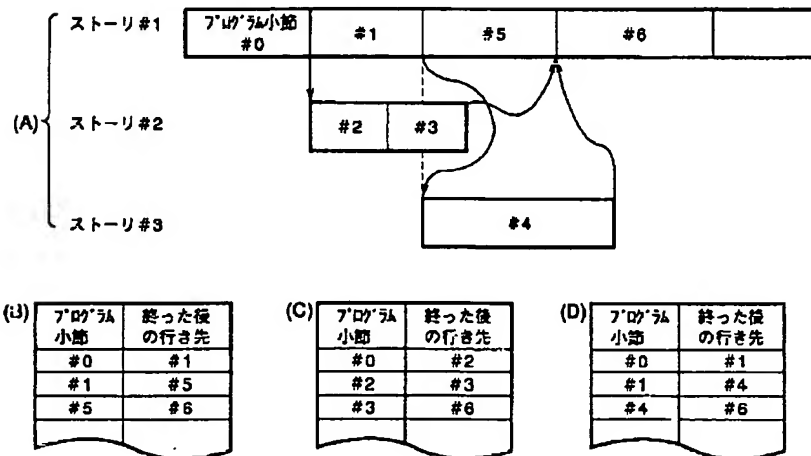 (A)
ストーリ#1
プログラム小節 #0
#1
#5
#6
ストーリ#2
#2
#3
ストーリ#3
#4
(B)
プログラム小節 終った後の行き先
#0 #1
#1 #5
#5 #6
(C)
プログラム小節 終った後の行き先
#0 #2
#2 #3
#3 #6
(D)
プログラム小節 終った後の行き先
#0 #1
#1 #4
#4 #6